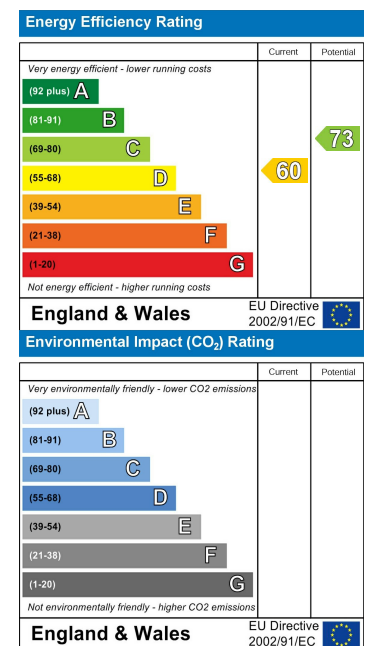 Energy Efficiency Rating
Current Potential
Very energy efficient - lower running costs
(92 plus) A
(81-91) B
(69-80) C
73
(55-68) D
60
(39-54) E
(21-38) F
(1-20) G
Not energy efficient - higher running costs
England & Wales
EU Directive
2002/91/EC
Environmental Impact (CO₂) Rating
Current Potential
Very environmentally friendly - lower CO2 emissions
(92 plus) A
(81-91) B
(69-80) C
(55-68) D
(39-54) E
(21-38) F
(1-20) G
Not environmentally friendly - higher CO2 emissions
England & Wales
EU Directive
2002/91/EC